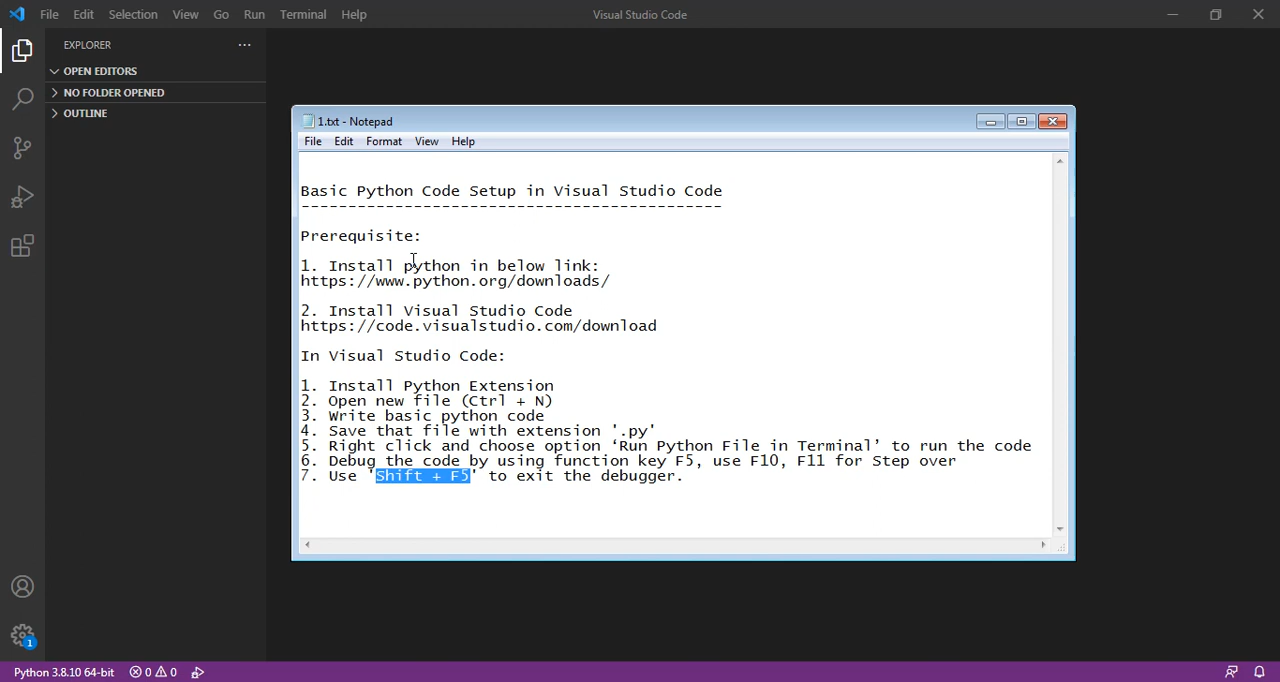 File Edit Selection View Go Run Terminal Help
Visual Studio Code
EXPLORER
OPEN EDITORS
NO FOLDER OPENED
OUTLINE
1.txt - Notepad
File Edit Format View Help
Basic Python Code Setup in Visual Studio Code
---------------------------------------------
Prerequisite:
1. Install python in below link:
https://www.python.org/downloads/
2. Install Visual Studio Code
https://code.visualstudio.com/download
In Visual Studio Code:
1. Install Python Extension
2. Open new file (Ctrl + N)
3. Write basic python code
4. Save that file with extension '.py'
5. Right click and choose option ‘Run Python File in Terminal’ to run the code
6. Debug the code by using function key F5, use F10, F11 for Step over
7. Use 'Shift + F5' to exit the debugger.
1
Python 3.8.10 64-bit 0 0